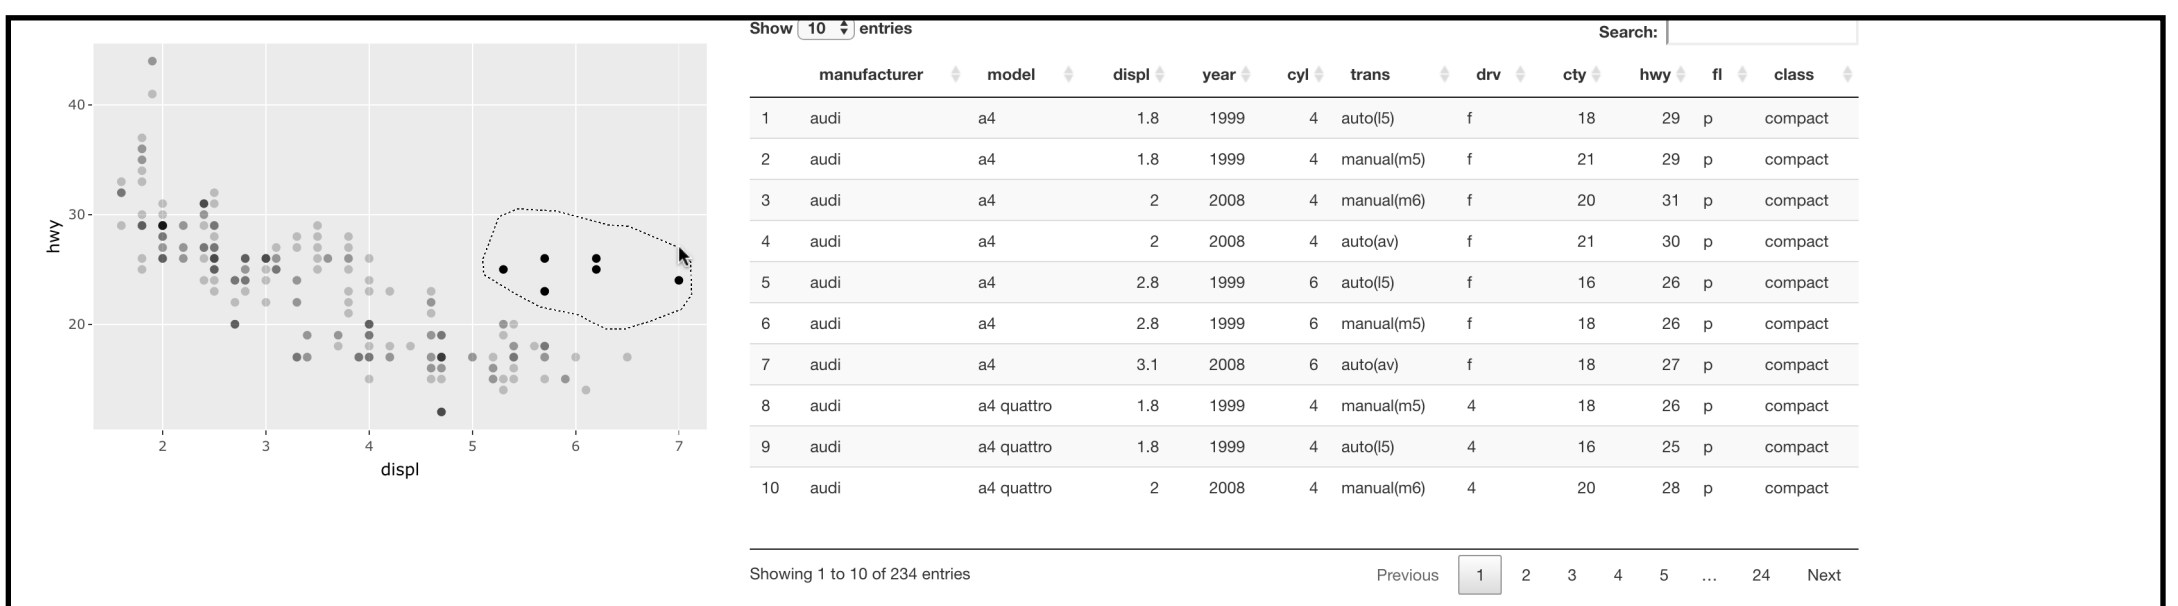 40
30
20
hwy
2 3 4 5 6 7
displ
Show 10 entries
Search:
manufacturer model displ year cyl trans drv cty hwy fl class
1 audi a4 1.8 1999 4 auto(l5) f 18 29 p compact
2 audi a4 1.8 1999 4 manual(m5) f 21 29 p compact
3 audi a4 2 2008 4 manual(m6) f 20 31 p compact
4 audi a4 2 2008 4 auto(av) f 21 30 p compact
5 audi a4 2.8 1999 6 auto(l5) f 16 26 p compact
6 audi a4 2.8 1999 6 manual(m5) f 18 26 p compact
7 audi a4 3.1 2008 6 auto(av) f 18 27 p compact
8 audi a4 quattro 1.8 1999 4 manual(m5) 4 18 26 p compact
9 audi a4 quattro 1.8 1999 4 auto(l5) 4 16 25 p compact
10 audi a4 quattro 2 2008 4 manual(m6) 4 20 28 p compact
Showing 1 to 10 of 234 entries
Previous 1 2 3 4 5 ... 24 Next